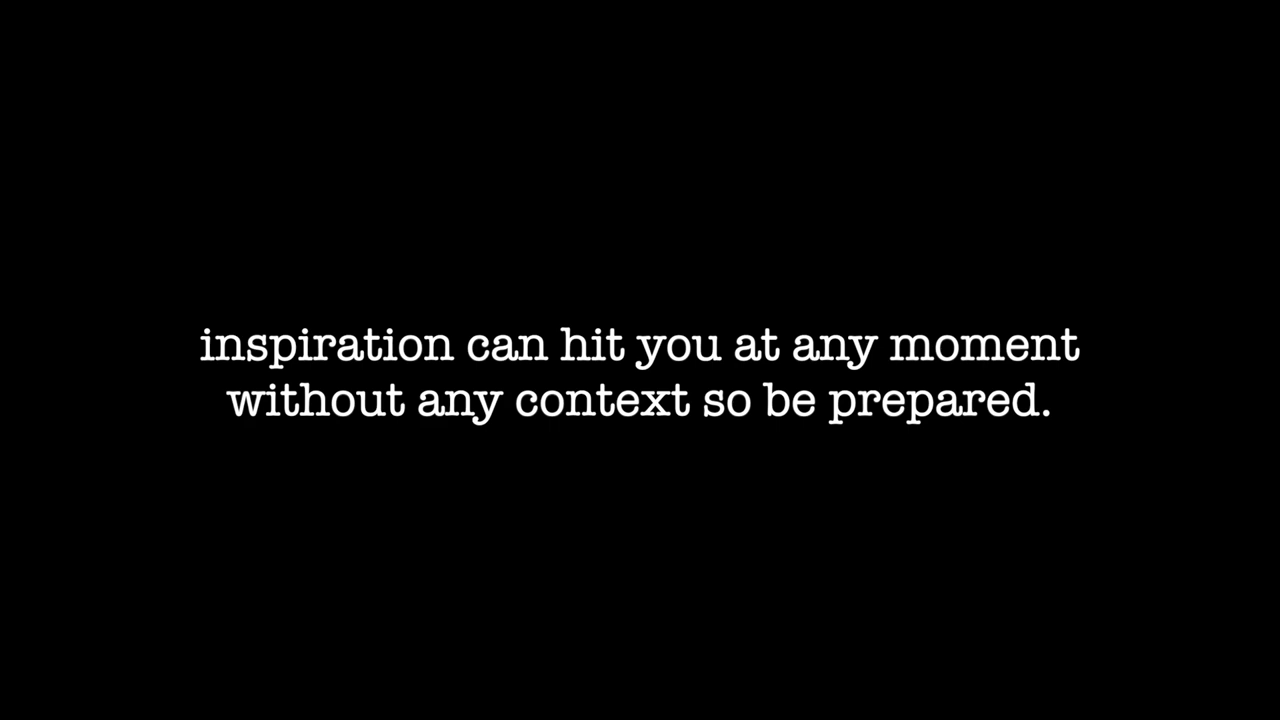 inspiration can hit you at any moment
without any context so be prepared.